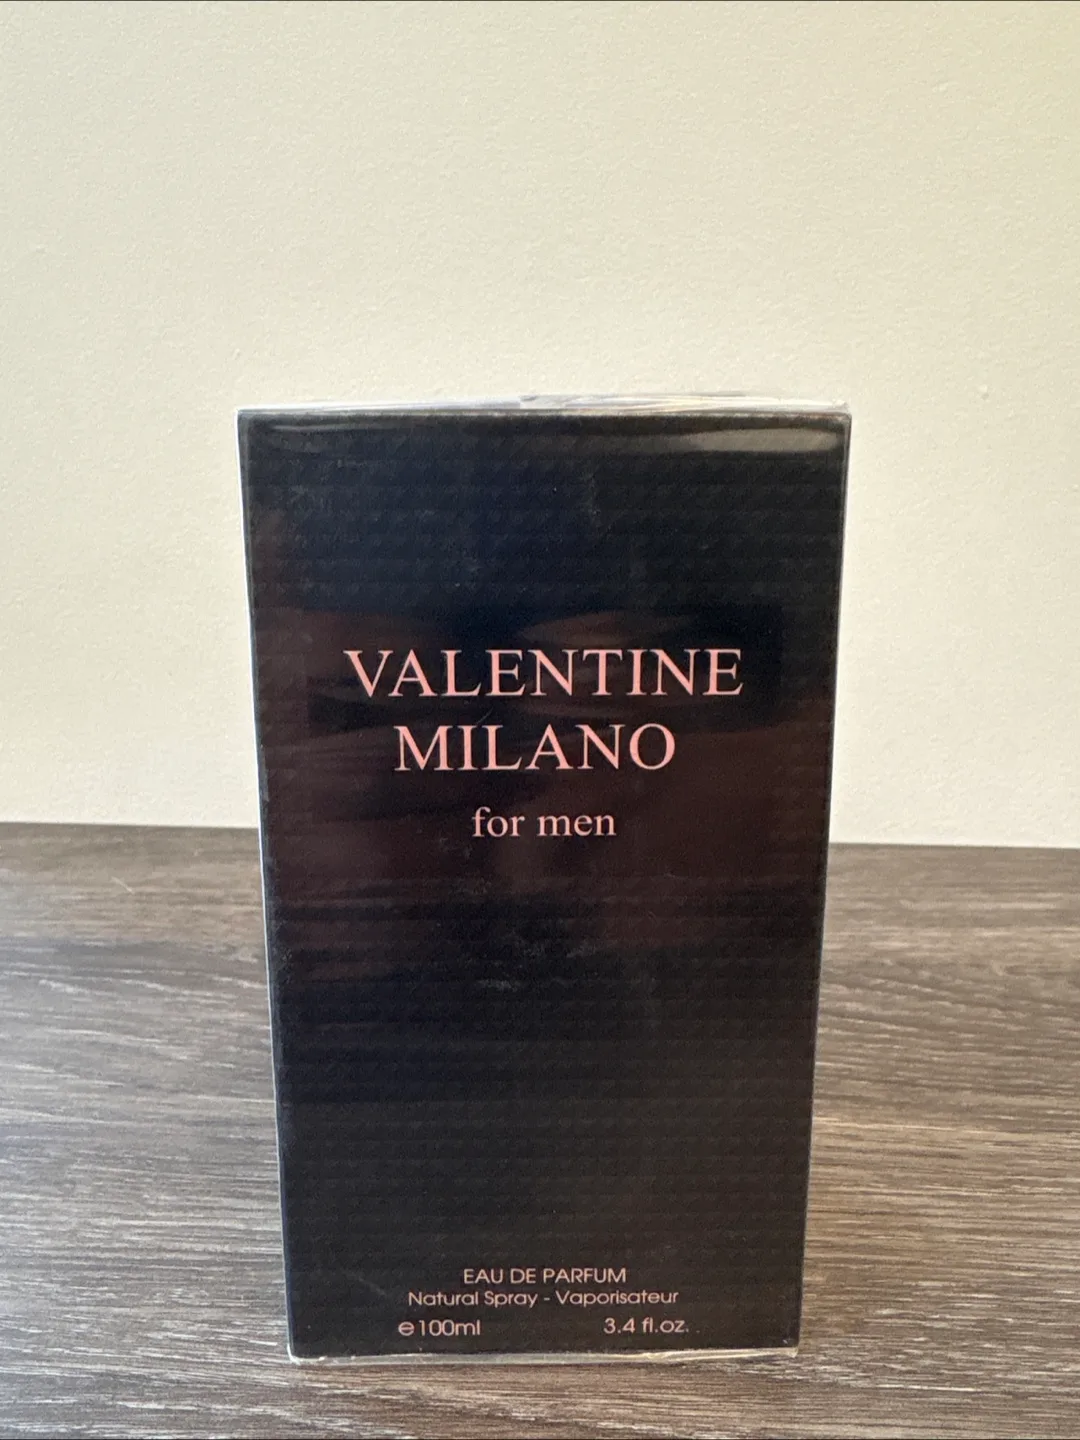 VALENTINE
MILANO
for men
EAU DE PARFUM
Natural Spray - Vaporisateur
℮100ml 3.4 fl.oz.